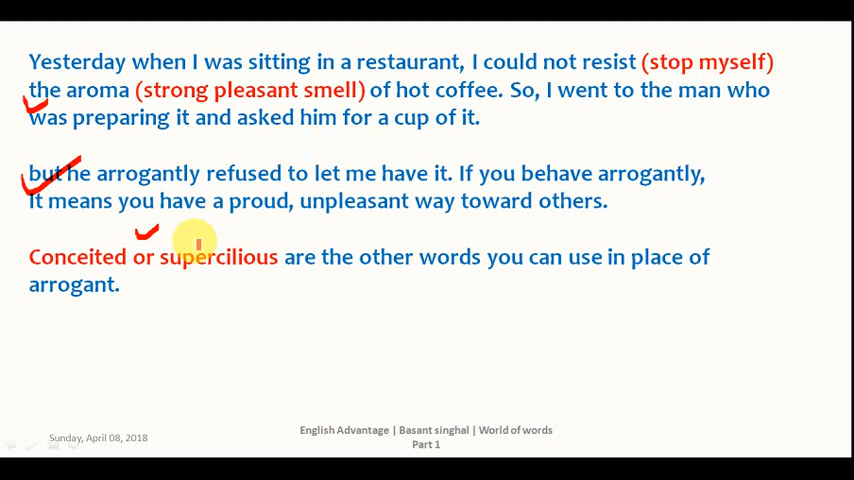 Yesterday when I was sitting in a restaurant, I could not resist (stop myself)
the aroma (strong pleasant smell) of hot coffee. So, I went to the man who
was preparing it and asked him for a cup of it.
but he arrogantly refused to let me have it. If you behave arrogantly,
It means you have a proud, unpleasant way toward others.
Conceited or supercilious are the other words you can use in place of
arrogant.
Sunday, April 08, 2018
English Advantage | Basant singhal | World of words
Part 1